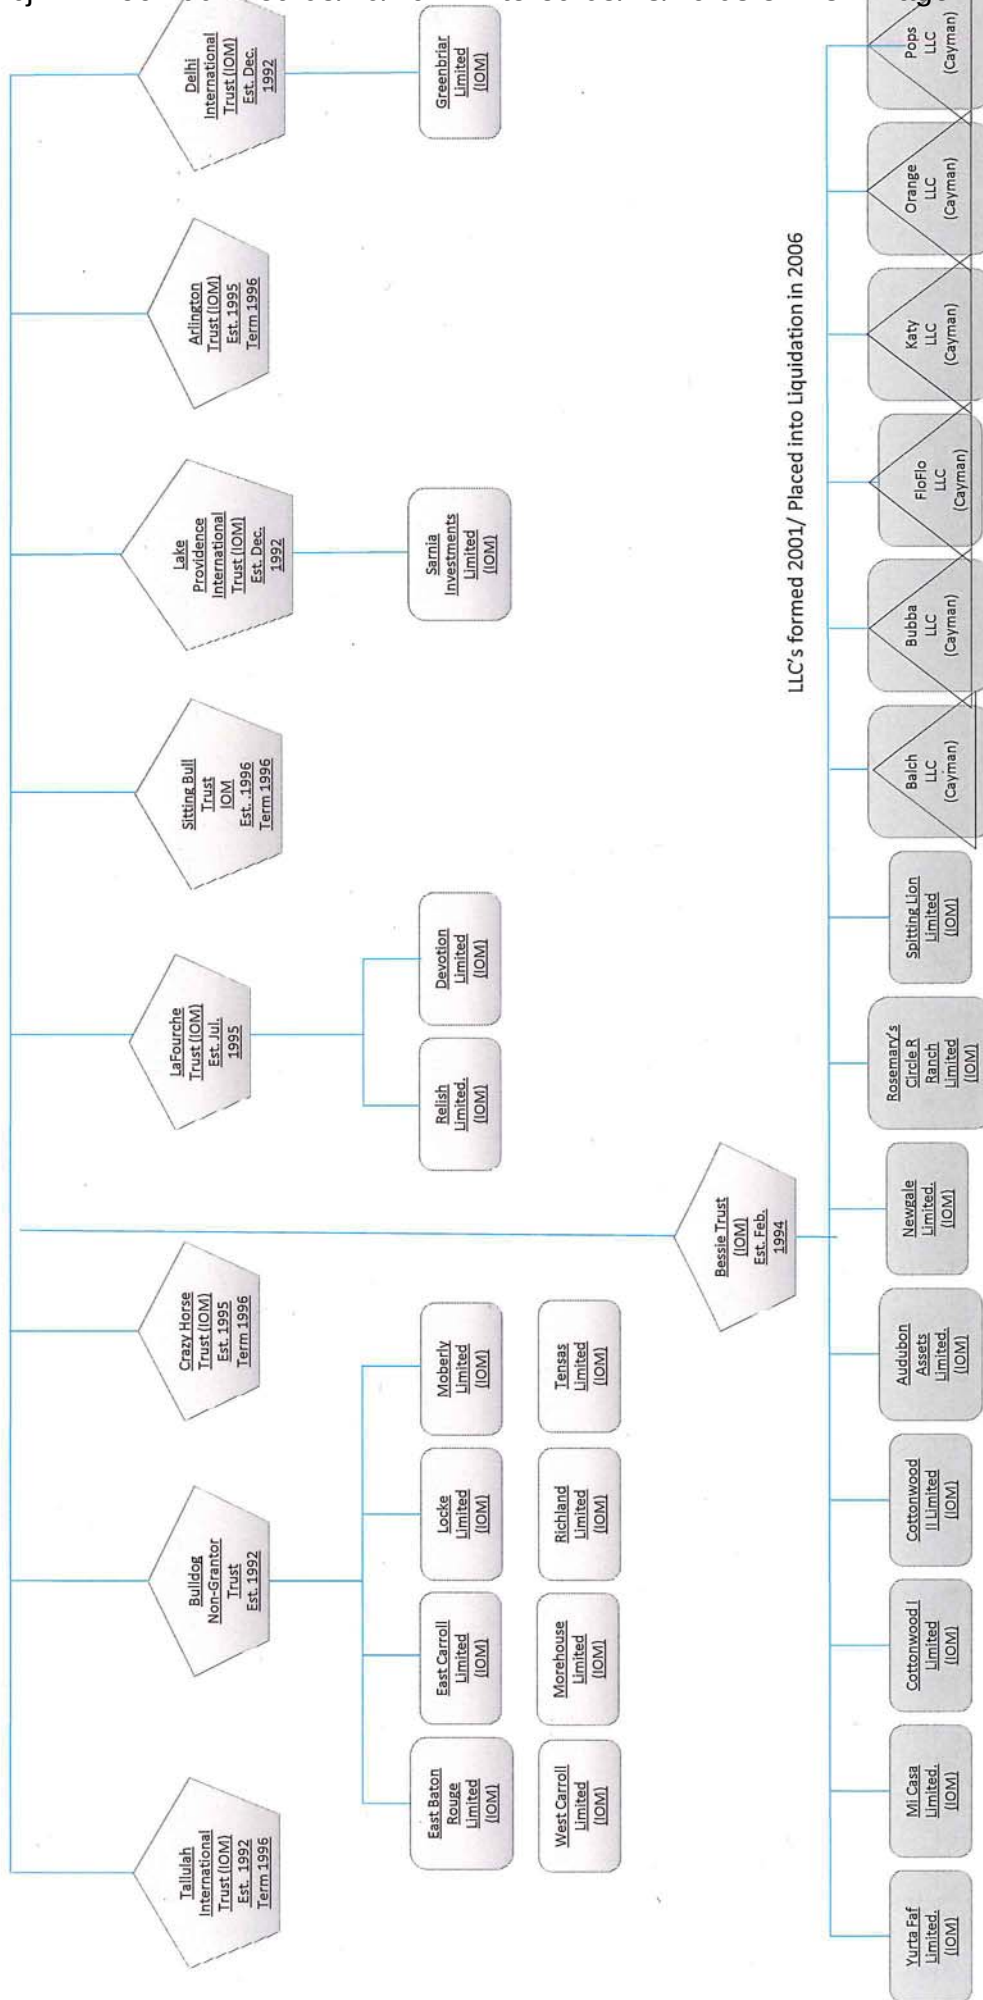 Tallulah
International
Trust (IOM)
Est. 1992
Term 1996
Bulldog
Non-Grantor
Trust
Est. 1992
Crazy Horse
Trust (IOM)
Est. 1995
Term 1996
LaFourche
Trust (IOM)
Est. Jul.
1995
Sitting Bull
Trust
IOM
Est. .1996
Term 1996
Lake
Providence
International
Trust (IOM)
Est. Dec.
1992
Arlington
Trust (IOM)
Est. 1995
Term 1996
Delhi
International
Trust (IOM)
Est. Dec.
1992
East Baton
Rouge
Limited
(IOM)
East Carroll
Limited
(IOM)
Locke
Limited
(IOM)
Moberly
Limited
(IOM)
Relish
Limited.
(IOM)
Devotion
Limited
(IOM)
Sarnia
Investments
Limited
(IOM)
Greenbriar
Limited
(IOM)
West Carroll
Limited
(IOM)
Morehouse
Limited
(IOM)
Richland
Limited
(IOM)
Tensas
Limited
(IOM)
Bessie Trust
(IOM)
Est. Feb.
1994
LLC's formed 2001/ Placed into Liquidation in 2006
Yurta Faf
Limited.
(IOM)
Mi Casa
Limited.
(IOM)
Cottonwood I
Limited
(IOM)
Cottonwood
II Limited
(IOM)
Audubon
Assets
Limited.
(IOM)
Newgale
Limited.
(IOM)
Rosemary's
Circle R
Ranch
Limited
(IOM)
Spitting Lion
Limited
(IOM)
Balch
LLC
(Cayman)
Bubba
LLC
(Cayman)
FloFlo
LLC
(Cayman)
Katy
LLC
(Cayman)
Orange
LLC
(Cayman)
Pops
LLC
(Cayman)